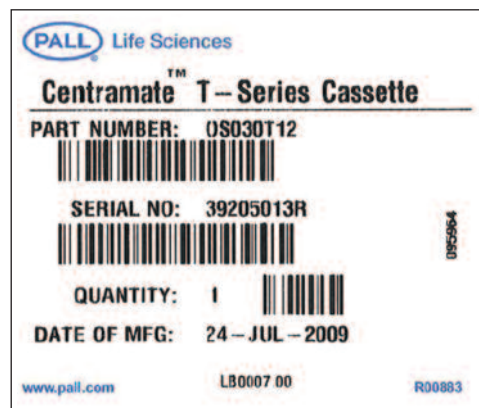 PALL® Life Sciences
Centramate™ T-Series Cassette
PART NUMBER: OS030T12
SERIAL NO: 39205013R
095964
QUANTITY: 1
DATE OF MFG: 24-JUL-2009
www.pall.com LB0007 00 R00883